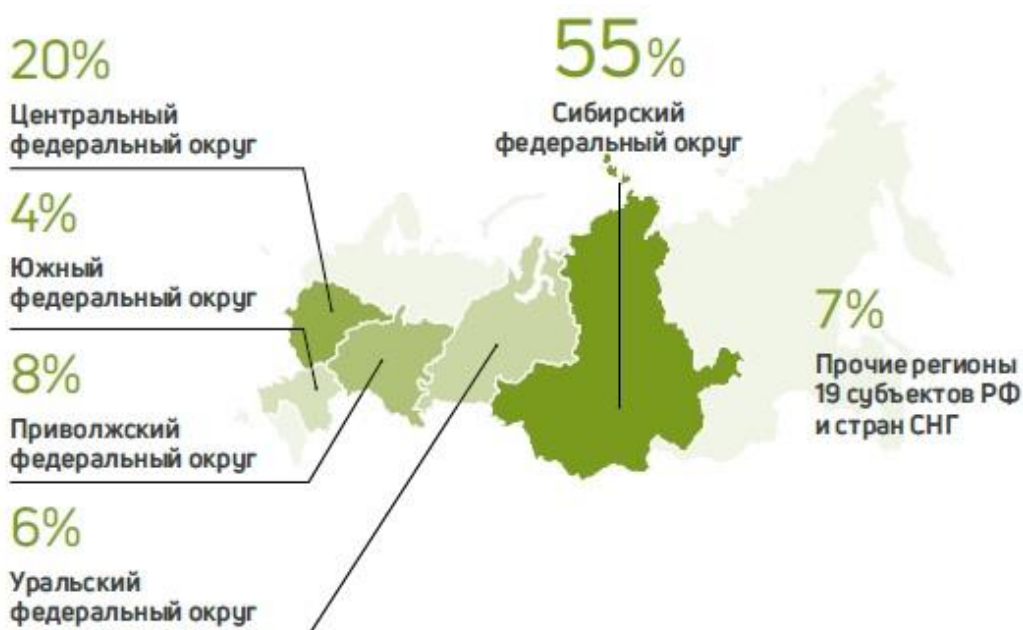 20%
Центральный
федеральный округ
4%
Южный
федеральный округ
8%
Приволжский
федеральный округ
6%
Уральский
федеральный округ
55%
Сибирский
федеральный округ
7%
Прочие регионы
19 субъектов РФ
и стран СНГ